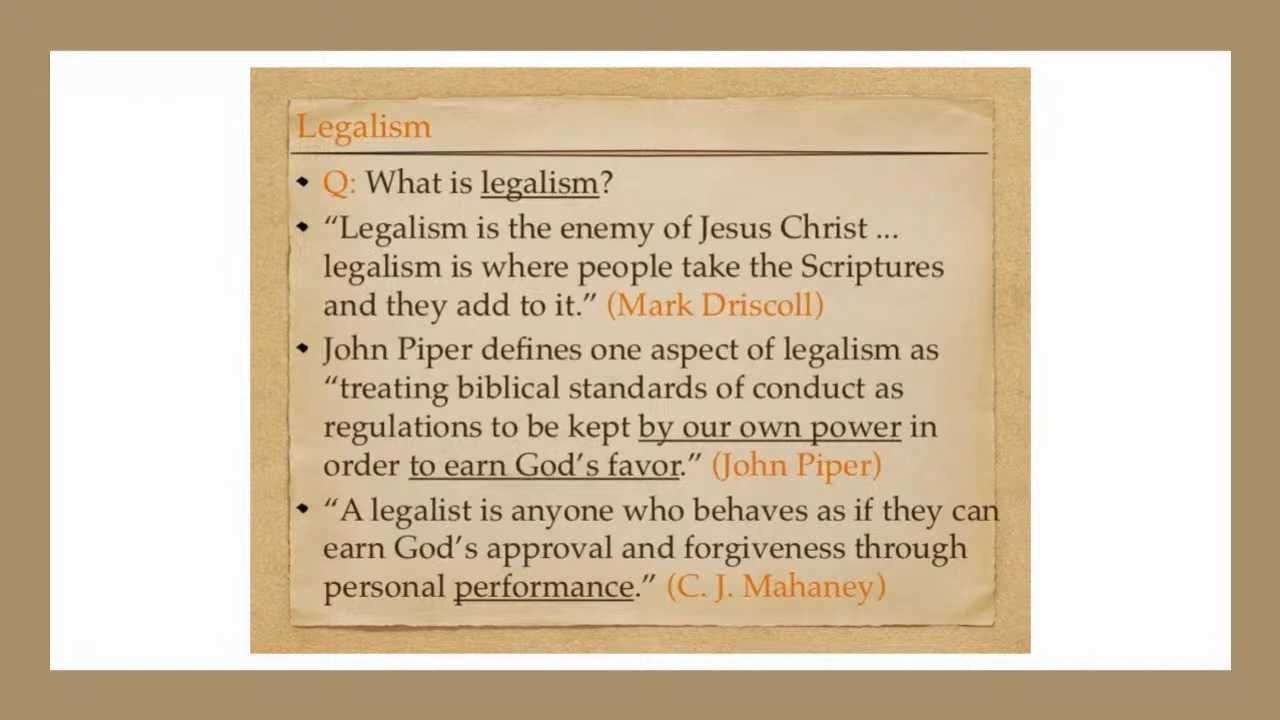 Legalism
Q: What is legalism?
“Legalism is the enemy of Jesus Christ ...
legalism is where people take the Scriptures
and they add to it.” (Mark Driscoll)
John Piper defines one aspect of legalism as
“treating biblical standards of conduct as
regulations to be kept by our own power in
order to earn God’s favor.” (John Piper)
“A legalist is anyone who behaves as if they can
earn God’s approval and forgiveness through
personal performance.” (C. J. Mahaney)